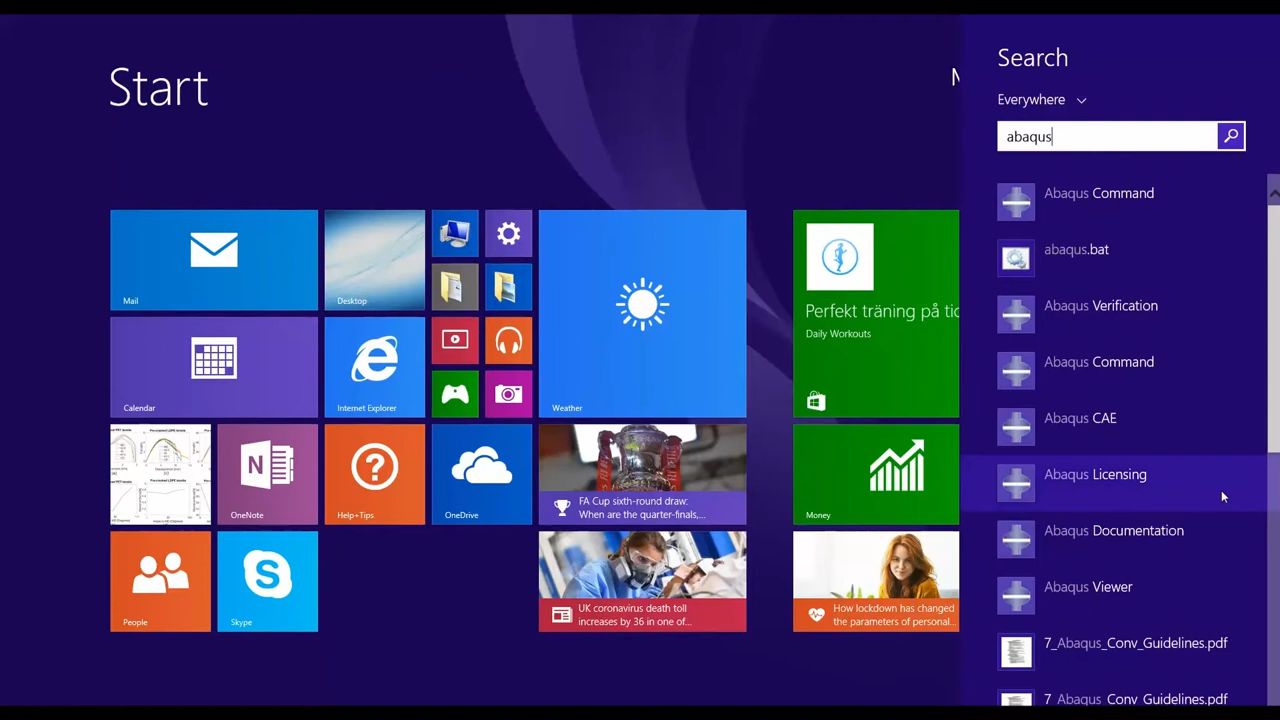 Start
Mail
Desktop
Calendar
Internet Explorer
OneNote
Help+Tips
OneDrive
People
Skype
Weather
FA Cup sixth-round draw:
When are the quarter-finals,...
UK coronavirus death toll
increases by 36 in one of...
Perfekt träning på tid
Daily Workouts
Money
How lockdown has changed
the parameters of personal...
Search
Everywhere
abaqus
Abaqus Command
abaqus.bat
Abaqus Verification
Abaqus Command
Abaqus CAE
Abaqus Licensing
Abaqus Documentation
Abaqus Viewer
7_Abaqus_Conv_Guidelines.pdf
7_Abaqus_Conv_Guidelines.pdf